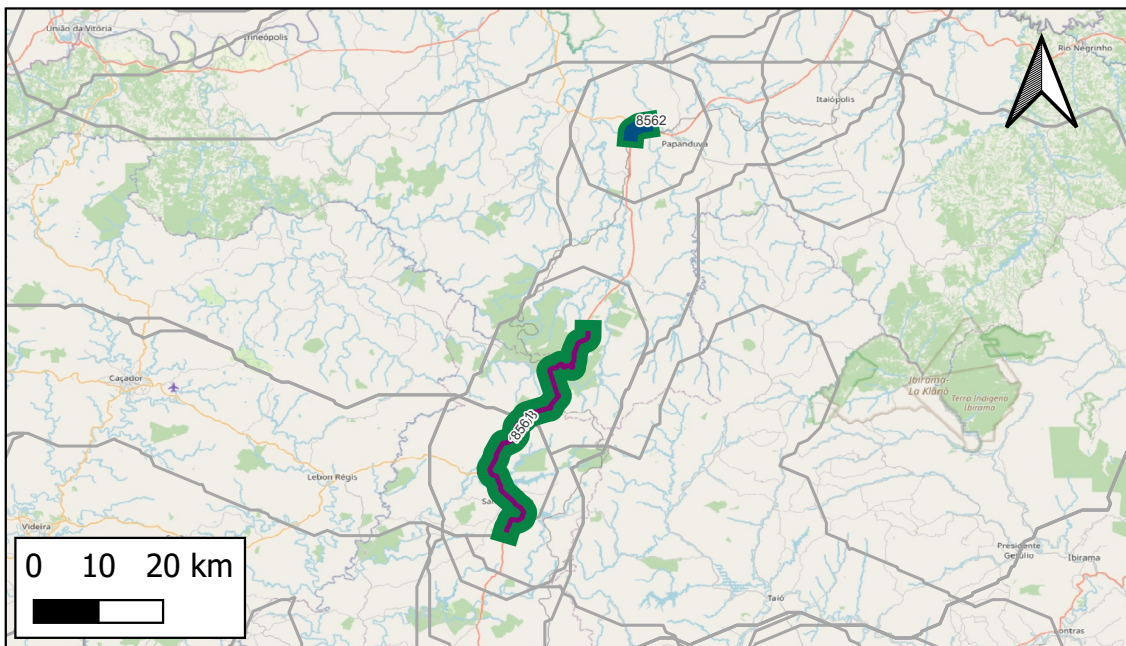 União da Vitória
Irineópolis
Rio Negrinho
Itaiópolis
8562
Papanduva
Caçador
Ibirama-
La Klãnõ
Terra Indígena
Ibirama
8561
Lebon Régis
Videira
Presidente
Getúlio
Ibirama
Taió
Lontras
0 10 20 km